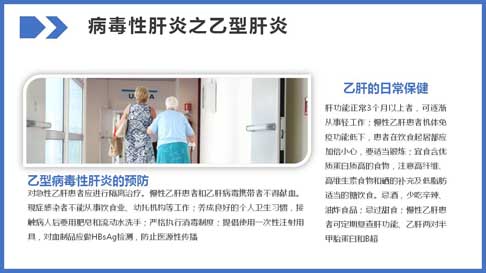 病毒性肝炎之乙型肝炎
乙型病毒性肝炎的预防
对急性乙肝患者应进行隔离治疗。慢性乙肝患者和乙肝病毒携带者不得献血。
现症感染者不能从事饮食业、幼托机构等工作；养成良好的个人卫生习惯，接
触病人后要用肥皂和流动水洗手；严格执行消毒制度；提倡使用一次性注射用
具，对血制品应做HBsAg检测，防止医源性传播
乙肝的日常保健
肝功能正常3个月以上者，可逐渐
从事轻工作；慢性乙肝患者机体免
疫功能低下，患者在饮食起居都应
加倍小心，要适当锻炼；宜食含优
质蛋白质高的食物，注意高纤维、
高维生素食物和硒的补充及低脂肪
适当的糖饮食。忌酒，少吃辛辣、
油炸食品；忌过甜食；慢性乙肝患
者可定期复查肝功能、乙肝两对半
甲胎蛋白和B超